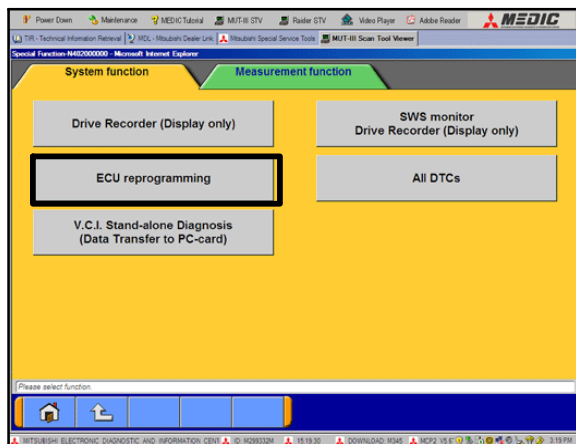 Power Down Maintenance MEDIC Tutorial MUT-III STV Raider STV Video Player Adobe Reader MEDIC
TIR - Technical Information Retrieval MDL - Mitsubishi Dealer Link Mitsubishi Special Service Tools MUT-III Scan Tool Viewer
Special Function-N402000000 - Microsoft Internet Explorer
System function Measurement function
Drive Recorder (Display only)
SWS monitor
Drive Recorder (Display only)
ECU reprogramming
All DTCs
V.C.I. Stand-alone Diagnosis
(Data Transfer to PC-card)
Please select function.
MITSUBISHI ELECTRONIC DIAGNOSTIC AND INFORMATION CENT ID: M299332M 15:19:30 DOWNLOAD: M345 MCP2 V5.6 3:19 PM